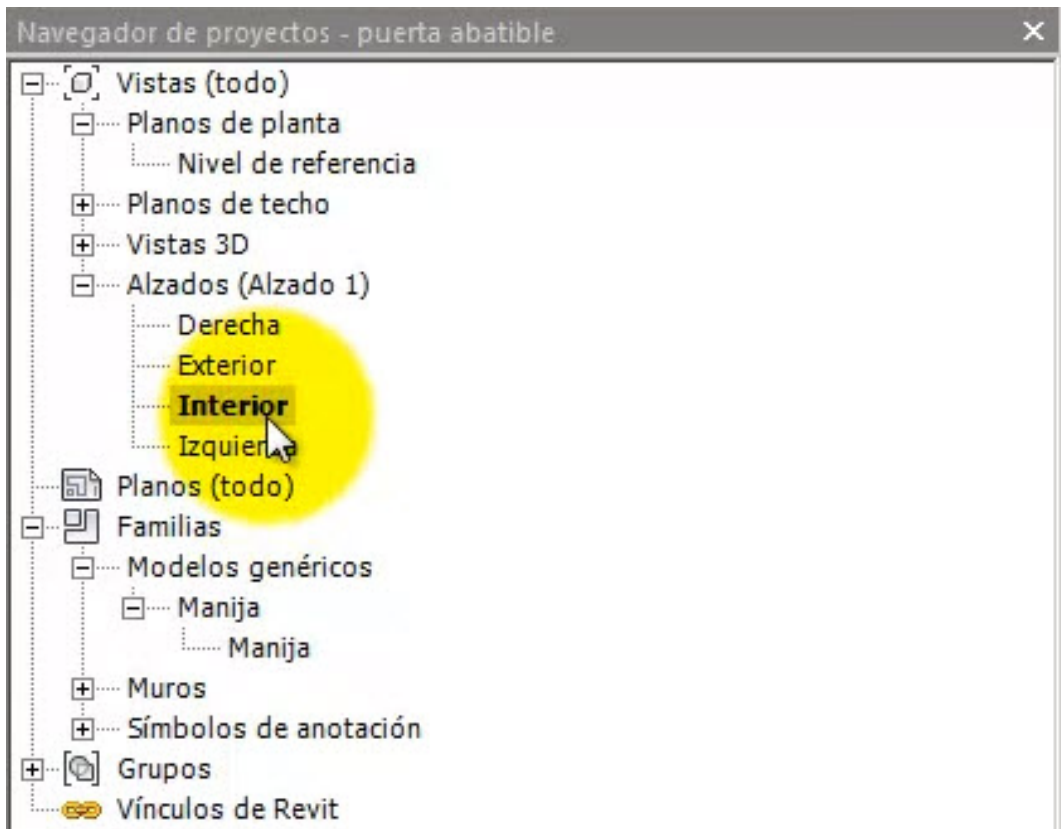 Navegador de proyectos - puerta abatible
Vistas (todo)
Planos de planta
Nivel de referencia
Planos de techo
Vistas 3D
Alzados (Alzado 1)
Derecha
Exterior
Interior
Izquierda
Planos (todo)
Familias
Modelos genéricos
Manija
Manija
Muros
Símbolos de anotación
Grupos
Vínculos de Revit